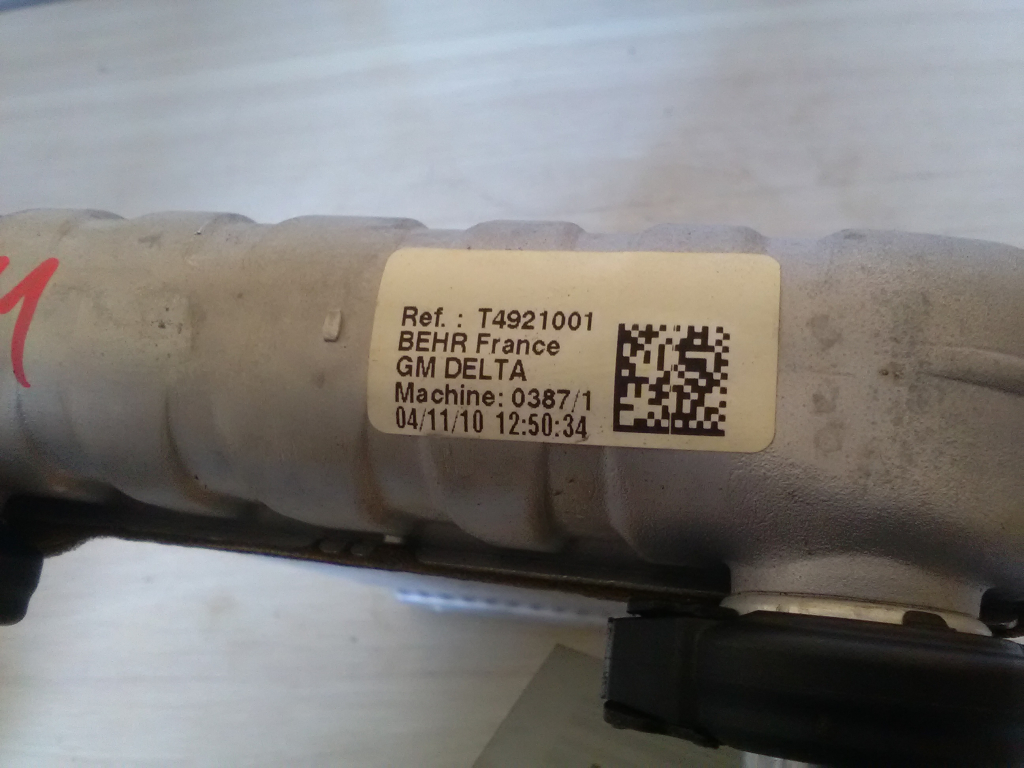 Ref. : T4921001
BEHR France
GM DELTA
Machine: 0387/1
04/11/10 12:50:34